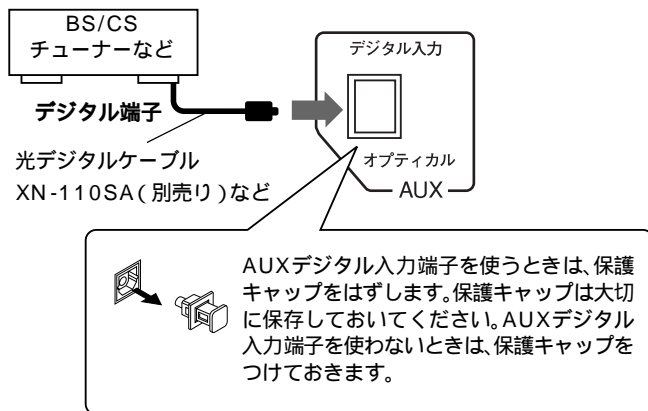 BS/CS
チューナーなど
デジタル端子
光デジタルケーブル
XN-110SA(別売り)など
デジタル入力
オプティカル
AUX
AUXデジタル入力端子を使うときは、保護
キャップをはずします。保護キャップは大切
に保存しておいてください。AUXデジタル
入力端子を使わないときは、保護キャップを
つけておきます。